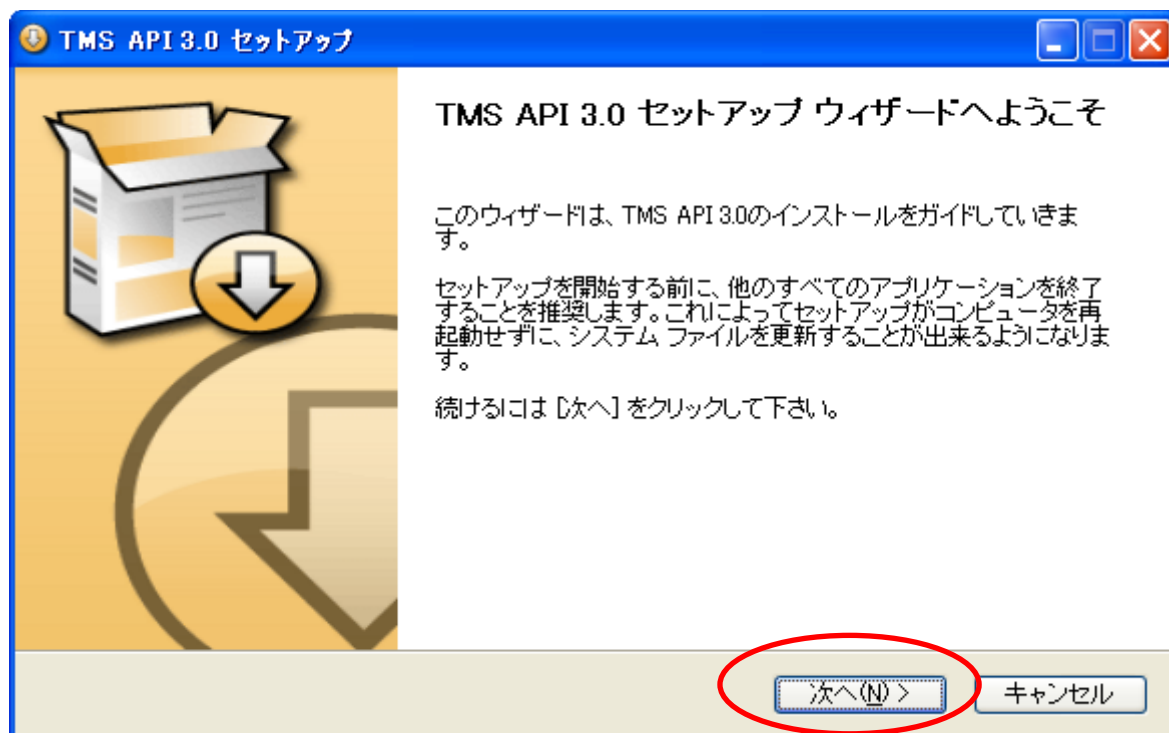 TMS API 3.0 セットアップ
TMS API 3.0 セットアップ ウィザードへようこそ
このウィザードは、TMS API 3.0のインストールをガイドしていきま
す。
セットアップを開始する前に、他のすべてのアプリケーションを終了
することを推奨します。これによってセットアップがコンピュータを再
起動せずに、システム ファイルを更新することが出来るようになりま
す。
続けるには [次へ] をクリックして下さい。
次へ(N) >
キャンセル